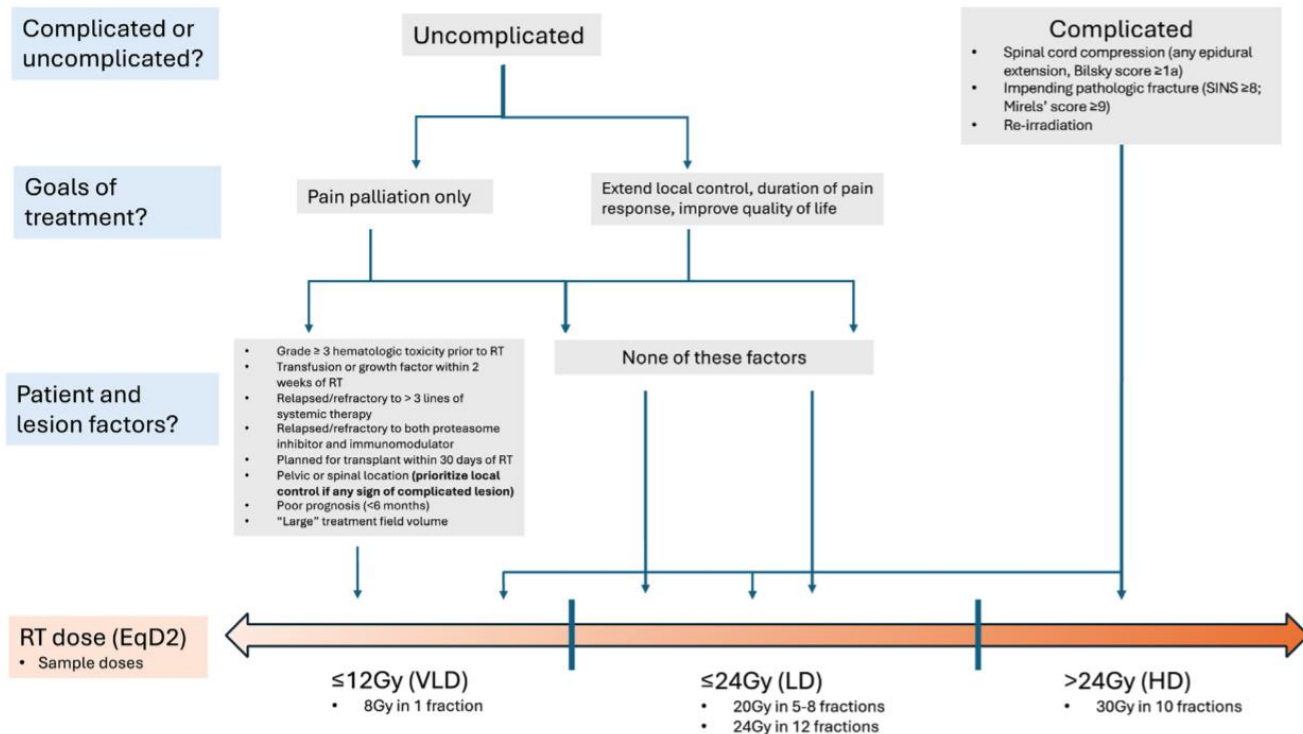 Complicated or
uncomplicated?
Uncomplicated
Complicated
• Spinal cord compression (any epidural
extension, Bilsky score ≥1a)
• Impending pathologic fracture (SINS ≥8;
Mirels' score ≥9)
• Re-irradiation
Goals of
treatment?
Pain palliation only
Extend local control, duration of pain
response, improve quality of life
Patient and
lesion factors?
• Grade ≥ 3 hematologic toxicity prior to RT
• Transfusion or growth factor within 2
weeks of RT
• Relapsed/refractory to > 3 lines of
systemic therapy
• Relapsed/refractory to both proteasome
inhibitor and immunomodulator
• Planned for transplant within 30 days of RT
• Pelvic or spinal location (prioritize local
control if any sign of complicated lesion)
• Poor prognosis (<6 months)
• "Large" treatment field volume
None of these factors
RT dose (EqD2)
• Sample doses
≤12Gy (VLD)
• 8Gy in 1 fraction
≤24Gy (LD)
• 20Gy in 5-8 fractions
• 24Gy in 12 fractions
>24Gy (HD)
• 30Gy in 10 fractions